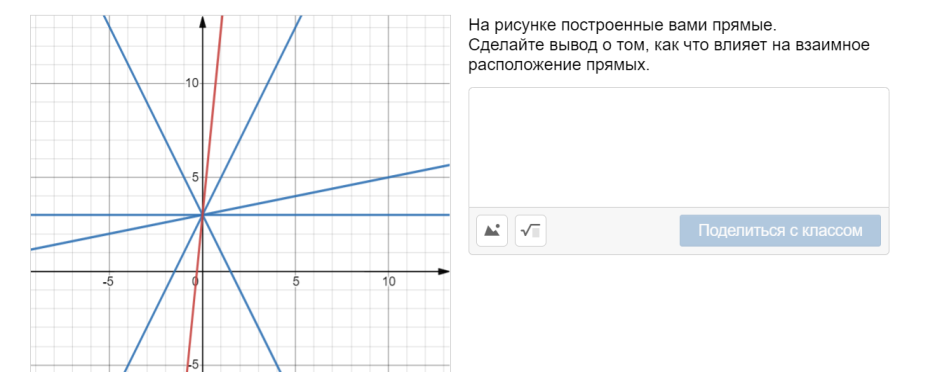 На рисунке построенные вами прямые.
Сделайте вывод о том, как что влияет на взаимное
расположение прямых.
10
5
-5
0
5
10
-5
√
Поделиться с классом